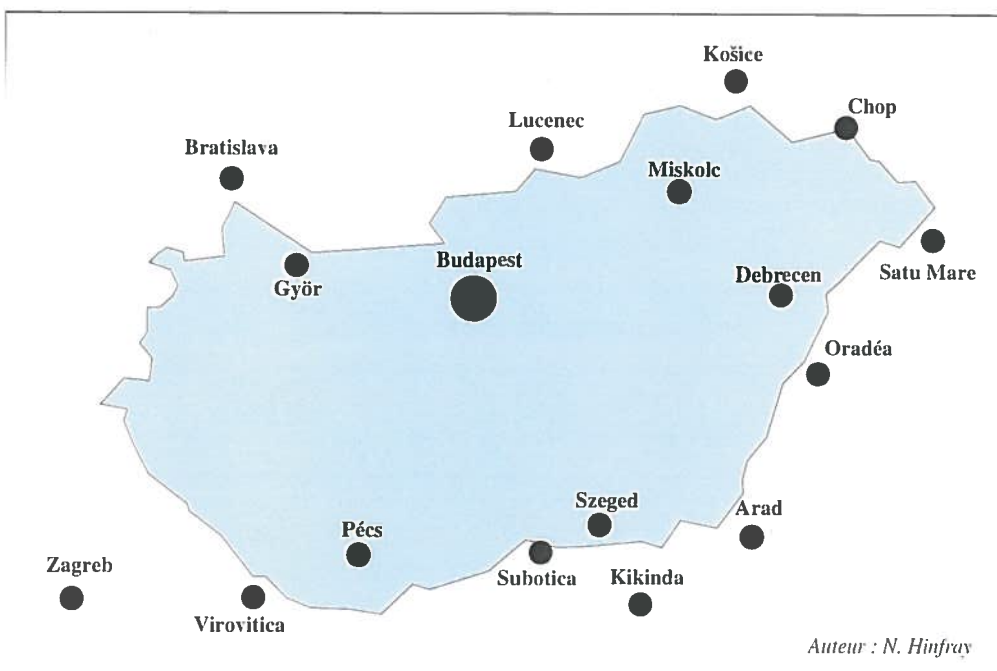 Košice
Chop
Lucenec
Bratislava
Miskolc
Budapest
Satu Mare
Debrecen
Györ
Oradéa
Szeged
Arad
Pécs
Zagreb
Subotica
Kikinda
Virovitica
Auteur : N. Hinfray